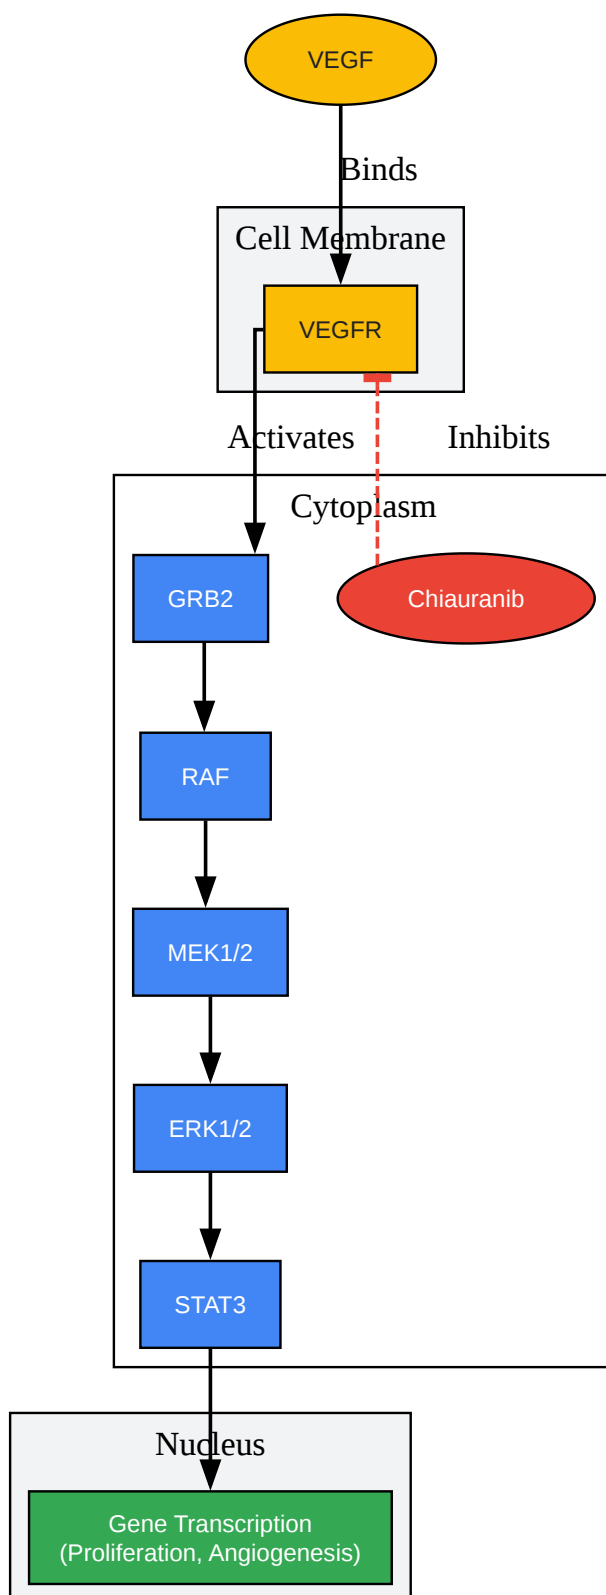 VEGF
Binds
Cell Membrane
VEGFR
Activates
Inhibits
Cytoplasm
GRB2
Chiauranib
RAF
MEK1/2
ERK1/2
STAT3
Nucleus
Gene Transcription
(Proliferation, Angiogenesis)